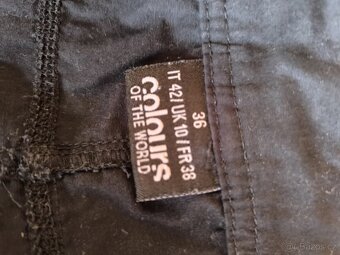 36
IT 42/ UK 10 / FR 38
colours
OF THE WORLD